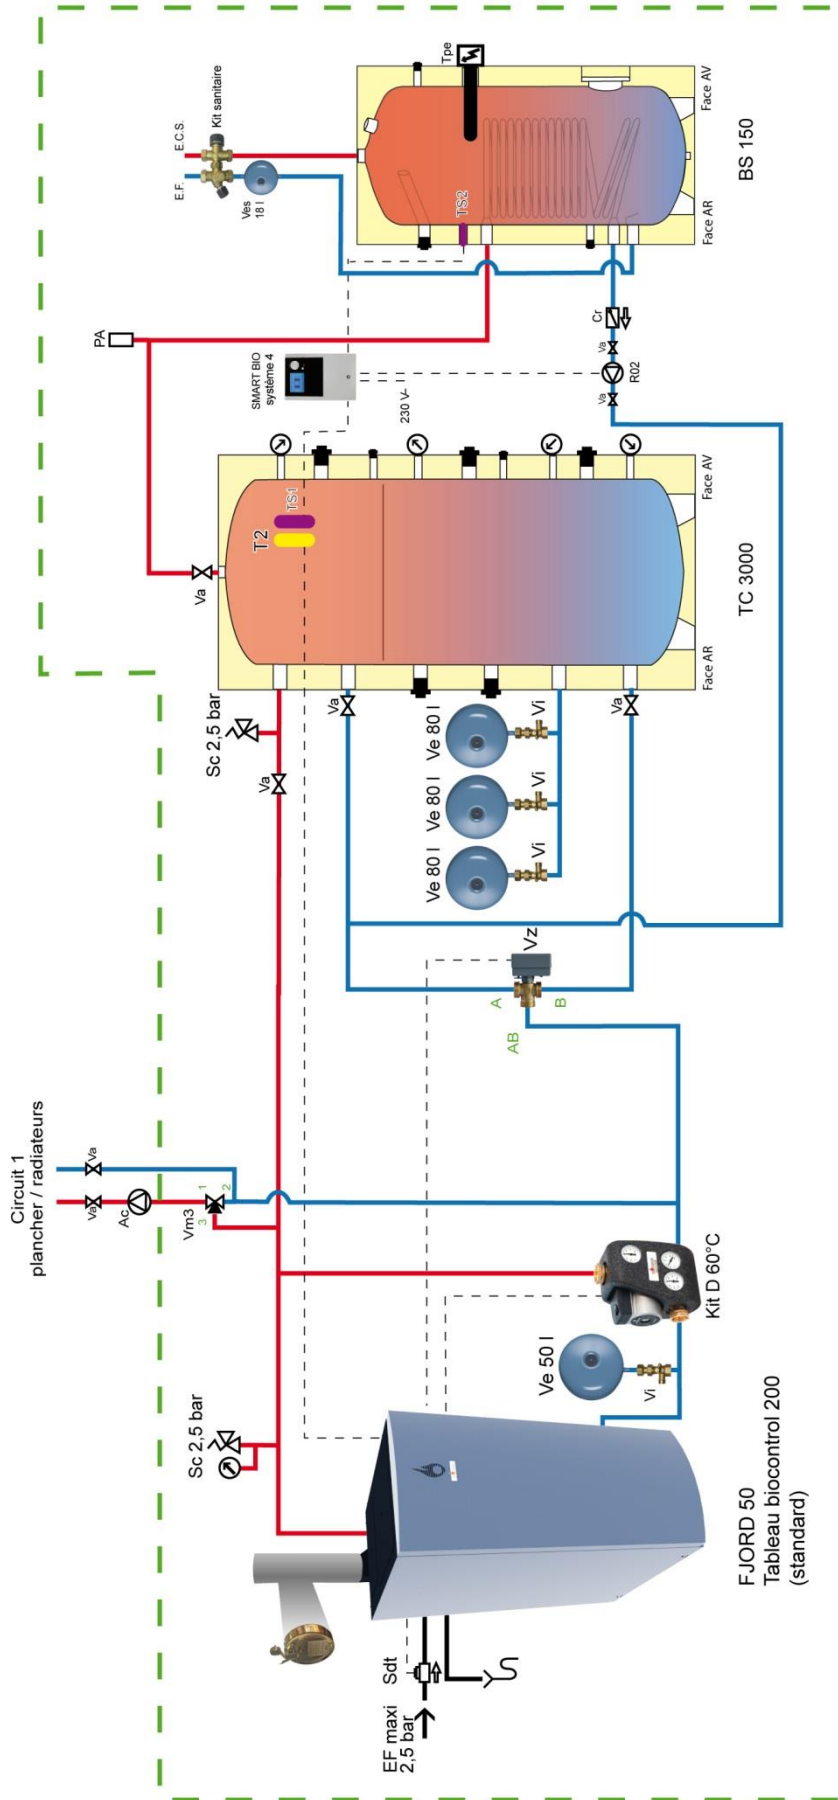 Circuit 1
plancher / radiateurs
Va
Va
Ac
Vm3
3
1
2
Sc 2,5 bar
Sc 2,5 bar
Va
Va
PA
E.F.
E.C.S.
Kit sanitaire
Ves
18 l
SMART BIO
système 4
230 V~
T2
TS1
TS2
Tpe
Va
Ve 80 l
Ve 80 l
Ve 80 l
Vi
Vi
Vi
Va
Vz
A
B
AB
Va
R02
Va
Cr
Sdt
EF maxi
2,5 bar
Ve 50 l
Vi
Kit D 60°C
Face AR
Face AV
Face AR
Face AV
FJORD 50
Tableau biocontrol 200
(standard)
TC 3000
BS 150